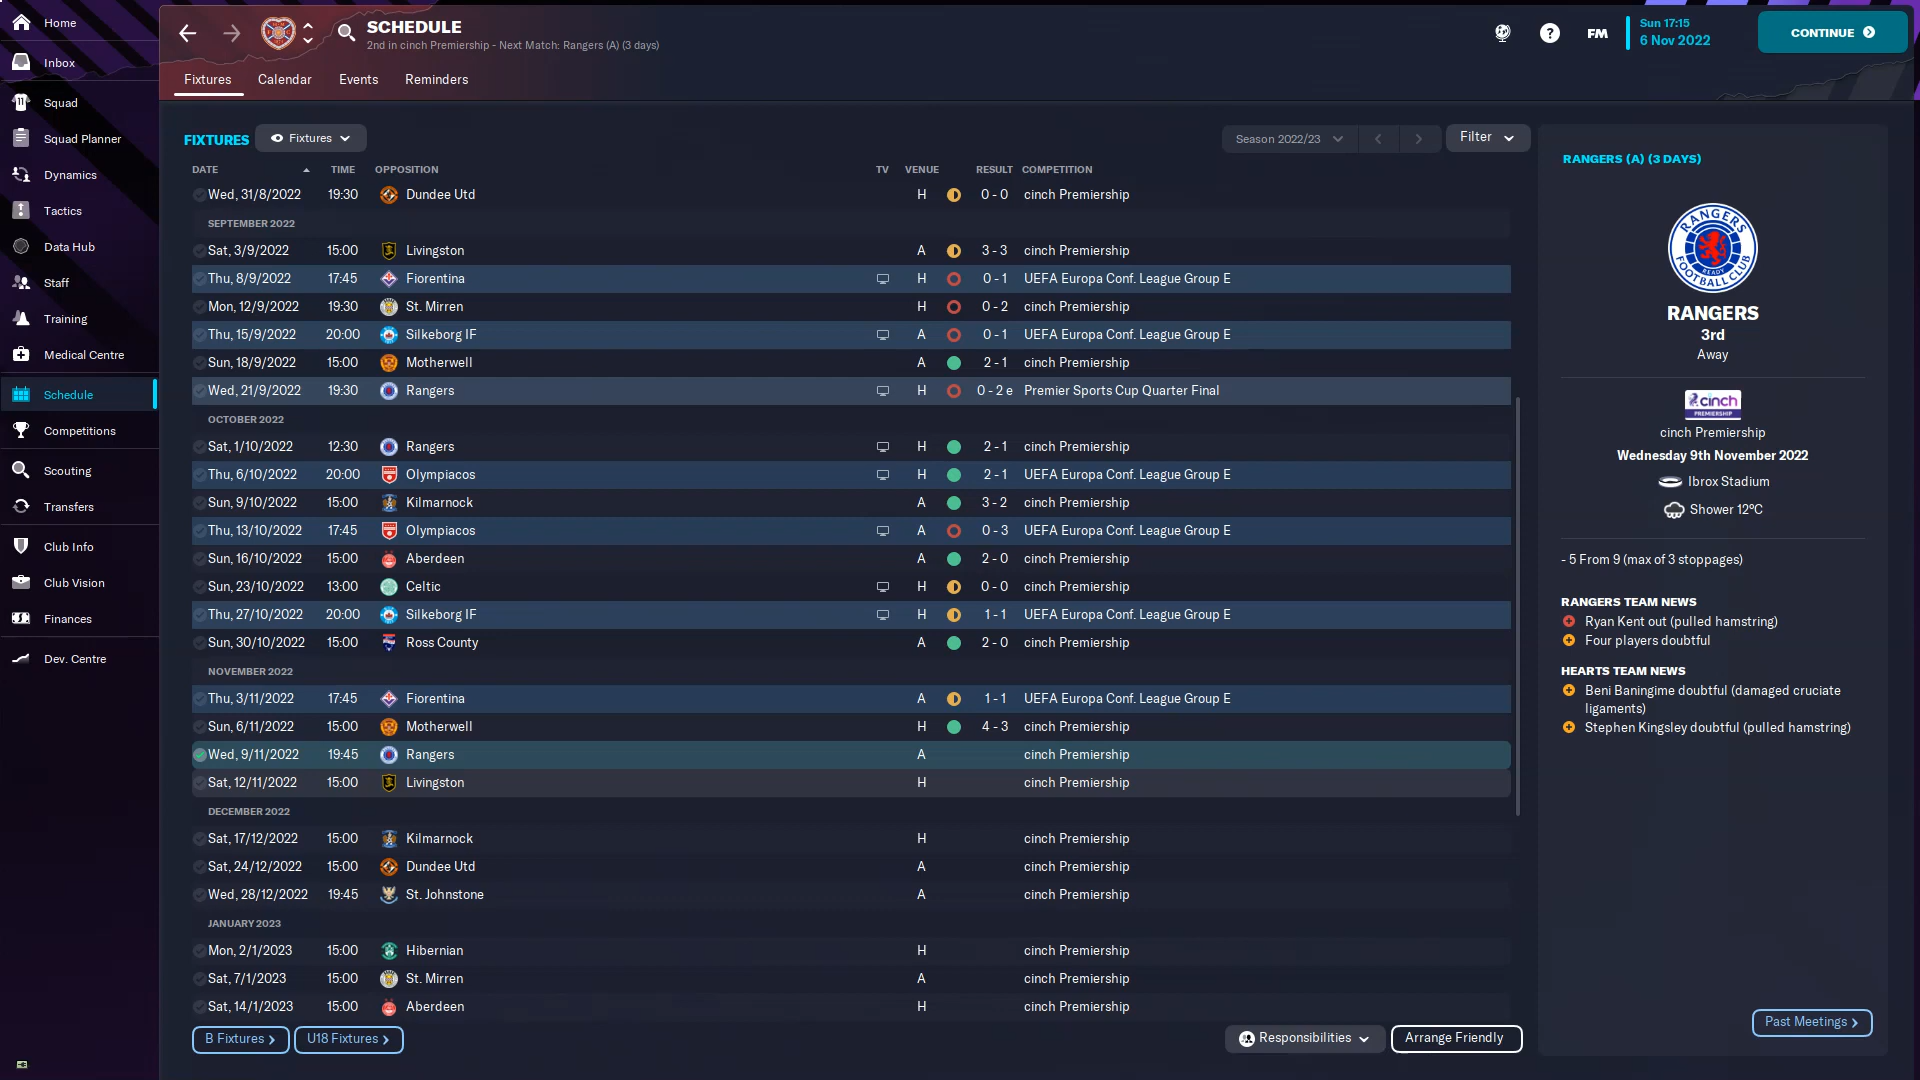 Home
Inbox
Squad
Squad Planner
Dynamics
Tactics
Data Hub
Staff
Training
Medical Centre
Schedule
Competitions
Scouting
Transfers
Club Info
Club Vision
Finances
Dev. Centre
SCHEDULE
2nd in cinch Premiership - Next Match: Rangers (A) (3 days)
FM
Sun 17:15
6 Nov 2022
CONTINUE
Fixtures Calendar Events Reminders
FIXTURES Fixtures Season 2022/23 Filter
DATE TIME OPPOSITION TV VENUE RESULT COMPETITION
Wed, 31/8/2022 19:30 Dundee Utd H 0 - 0 cinch Premiership
SEPTEMBER 2022
Sat, 3/9/2022 15:00 Livingston A 3 - 3 cinch Premiership
Thu, 8/9/2022 17:45 Fiorentina H 0 - 1 UEFA Europa Conf. League Group E
Mon, 12/9/2022 19:30 St. Mirren H 0 - 2 cinch Premiership
Thu, 15/9/2022 20:00 Silkeborg IF A 0 - 1 UEFA Europa Conf. League Group E
Sun, 18/9/2022 15:00 Motherwell A 2 - 1 cinch Premiership
Wed, 21/9/2022 19:30 Rangers H 0 - 2 e Premier Sports Cup Quarter Final
OCTOBER 2022
Sat, 1/10/2022 12:30 Rangers H 2 - 1 cinch Premiership
Thu, 6/10/2022 20:00 Olympiacos H 2 - 1 UEFA Europa Conf. League Group E
Sun, 9/10/2022 15:00 Kilmarnock A 3 - 2 cinch Premiership
Thu, 13/10/2022 17:45 Olympiacos A 0 - 3 UEFA Europa Conf. League Group E
Sun, 16/10/2022 15:00 Aberdeen A 2 - 0 cinch Premiership
Sun, 23/10/2022 13:00 Celtic H 0 - 0 cinch Premiership
Thu, 27/10/2022 20:00 Silkeborg IF H 1 - 1 UEFA Europa Conf. League Group E
Sun, 30/10/2022 15:00 Ross County A 2 - 0 cinch Premiership
NOVEMBER 2022
Thu, 3/11/2022 17:45 Fiorentina A 1 - 1 UEFA Europa Conf. League Group E
Sun, 6/11/2022 15:00 Motherwell H 4 - 3 cinch Premiership
Wed, 9/11/2022 19:45 Rangers A cinch Premiership
Sat, 12/11/2022 15:00 Livingston H cinch Premiership
DECEMBER 2022
Sat, 17/12/2022 15:00 Kilmarnock H cinch Premiership
Sat, 24/12/2022 15:00 Dundee Utd A cinch Premiership
Wed, 28/12/2022 19:45 St. Johnstone A cinch Premiership
JANUARY 2023
Mon, 2/1/2023 15:00 Hibernian H cinch Premiership
Sat, 7/1/2023 15:00 St. Mirren A cinch Premiership
Sat, 14/1/2023 15:00 Aberdeen H cinch Premiership
B Fixtures U18 Fixtures Responsibilities Arrange Friendly
RANGERS (A) (3 DAYS)
RANGERS
READY
FOOTBALL CLUB
RANGERS
3rd
Away
cinch
PREMIERSHIP
cinch Premiership
Wednesday 9th November 2022
Ibrox Stadium
Shower 12ºC
- 5 From 9 (max of 3 stoppages)
RANGERS TEAM NEWS
Ryan Kent out (pulled hamstring)
Four players doubtful
HEARTS TEAM NEWS
Beni Baningime doubtful (damaged cruciate
ligaments)
Stephen Kingsley doubtful (pulled hamstring)
Past Meetings